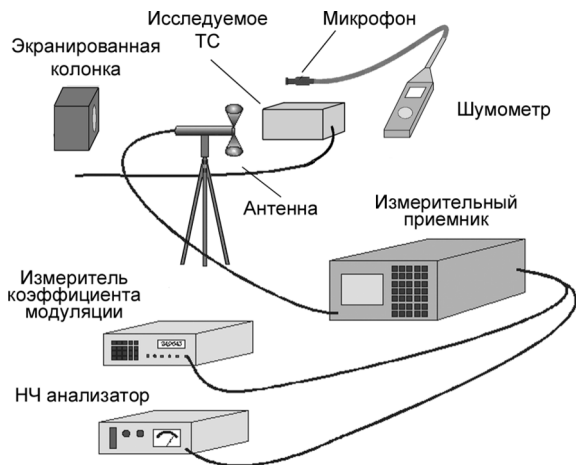 Экранированная
колонка
Исследуемое
ТС
Микрофон
Шумометр
Антенна
Измерительный
приемник
Измеритель
коэффициента
модуляции
НЧ анализатор